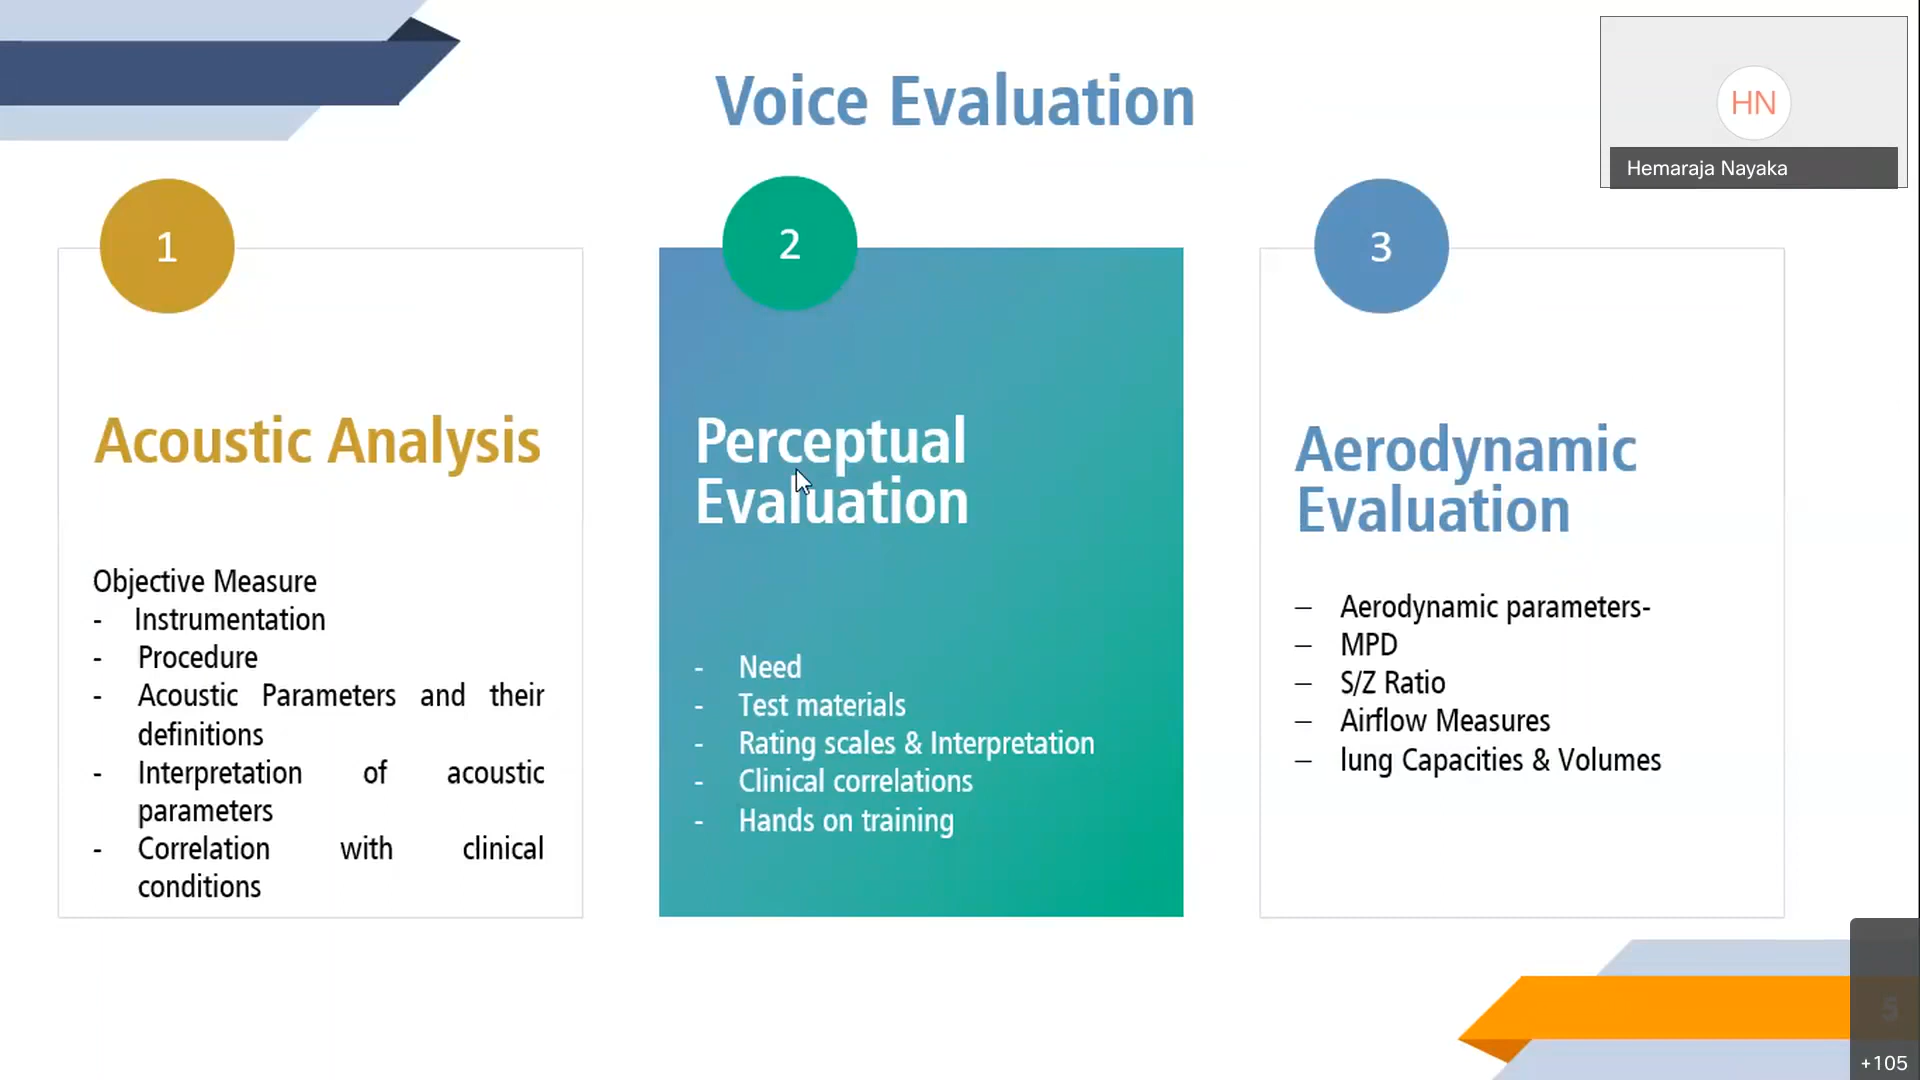 Voice Evaluation
HN
Hemaraja Nayaka
1
Acoustic Analysis
Objective Measure
- Instrumentation
- Procedure
- Acoustic Parameters and their
definitions
- Interpretation of acoustic
parameters
- Correlation with clinical
conditions
2
Perceptual
Evaluation
- Need
- Test materials
- Rating scales & Interpretation
- Clinical correlations
- Hands on training
3
Aerodynamic
Evaluation
– Aerodynamic parameters-
– MPD
– S/Z Ratio
– Airflow Measures
– lung Capacities & Volumes
5
+105